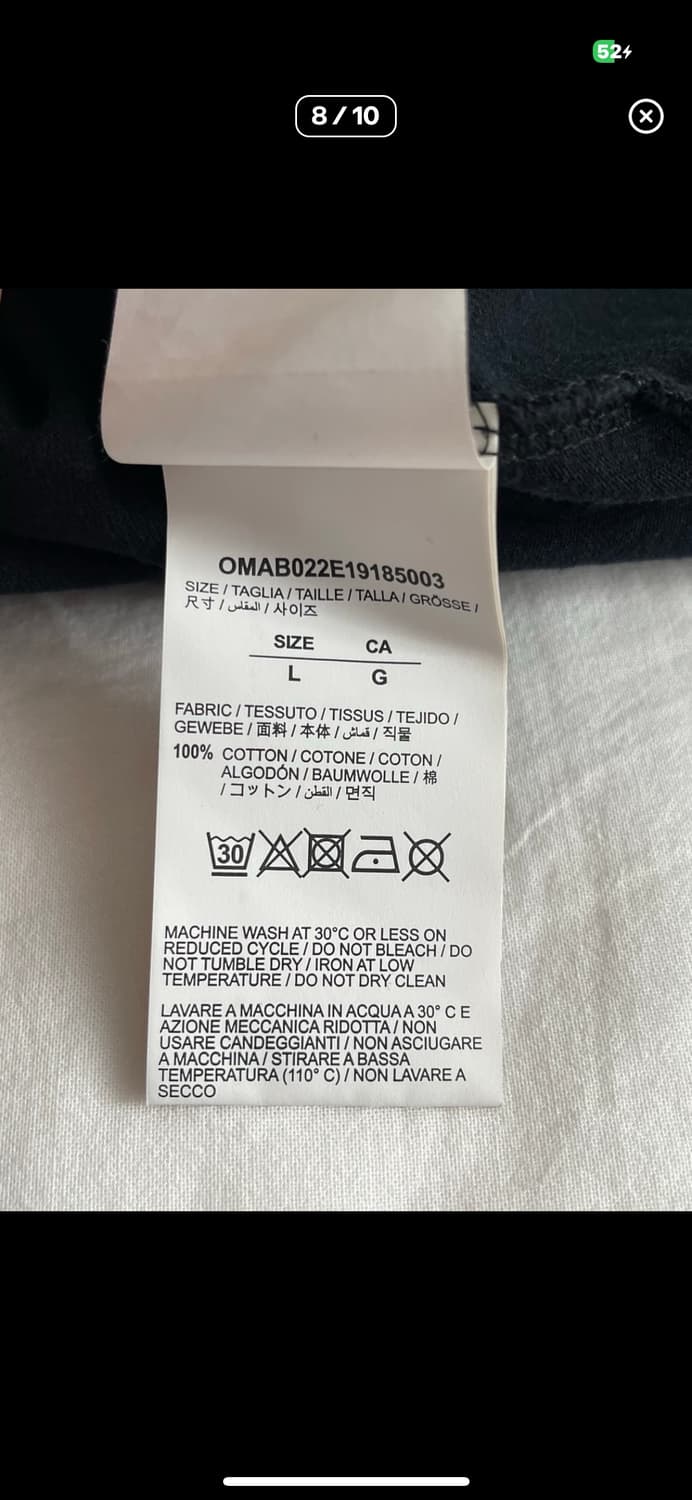 52
8 / 10
OMAB022E19185003
SIZE / TAGLIA / TAILLE / TALLA / GRÖSSE /
尺寸 / المقاس / 사이즈
SIZE CA
L G
FABRIC / TESSUTO / TISSUS / TEJIDO /
GEWEBE / 面料 / 本体 / قماش / 직물
100% COTTON / COTONE / COTON /
ALGODÓN / BAUMWOLLE / 棉
/ コットン / القطن / 면직
30
MACHINE WASH AT 30°C OR LESS ON
REDUCED CYCLE / DO NOT BLEACH / DO
NOT TUMBLE DRY / IRON AT LOW
TEMPERATURE / DO NOT DRY CLEAN
LAVARE A MACCHINA IN ACQUA A 30° C E
AZIONE MECCANICA RIDOTTA / NON
USARE CANDEGGIANTI / NON ASCIUGARE
A MACCHINA / STIRARE A BASSA
TEMPERATURA (110° C) / NON LAVARE A
SECCO